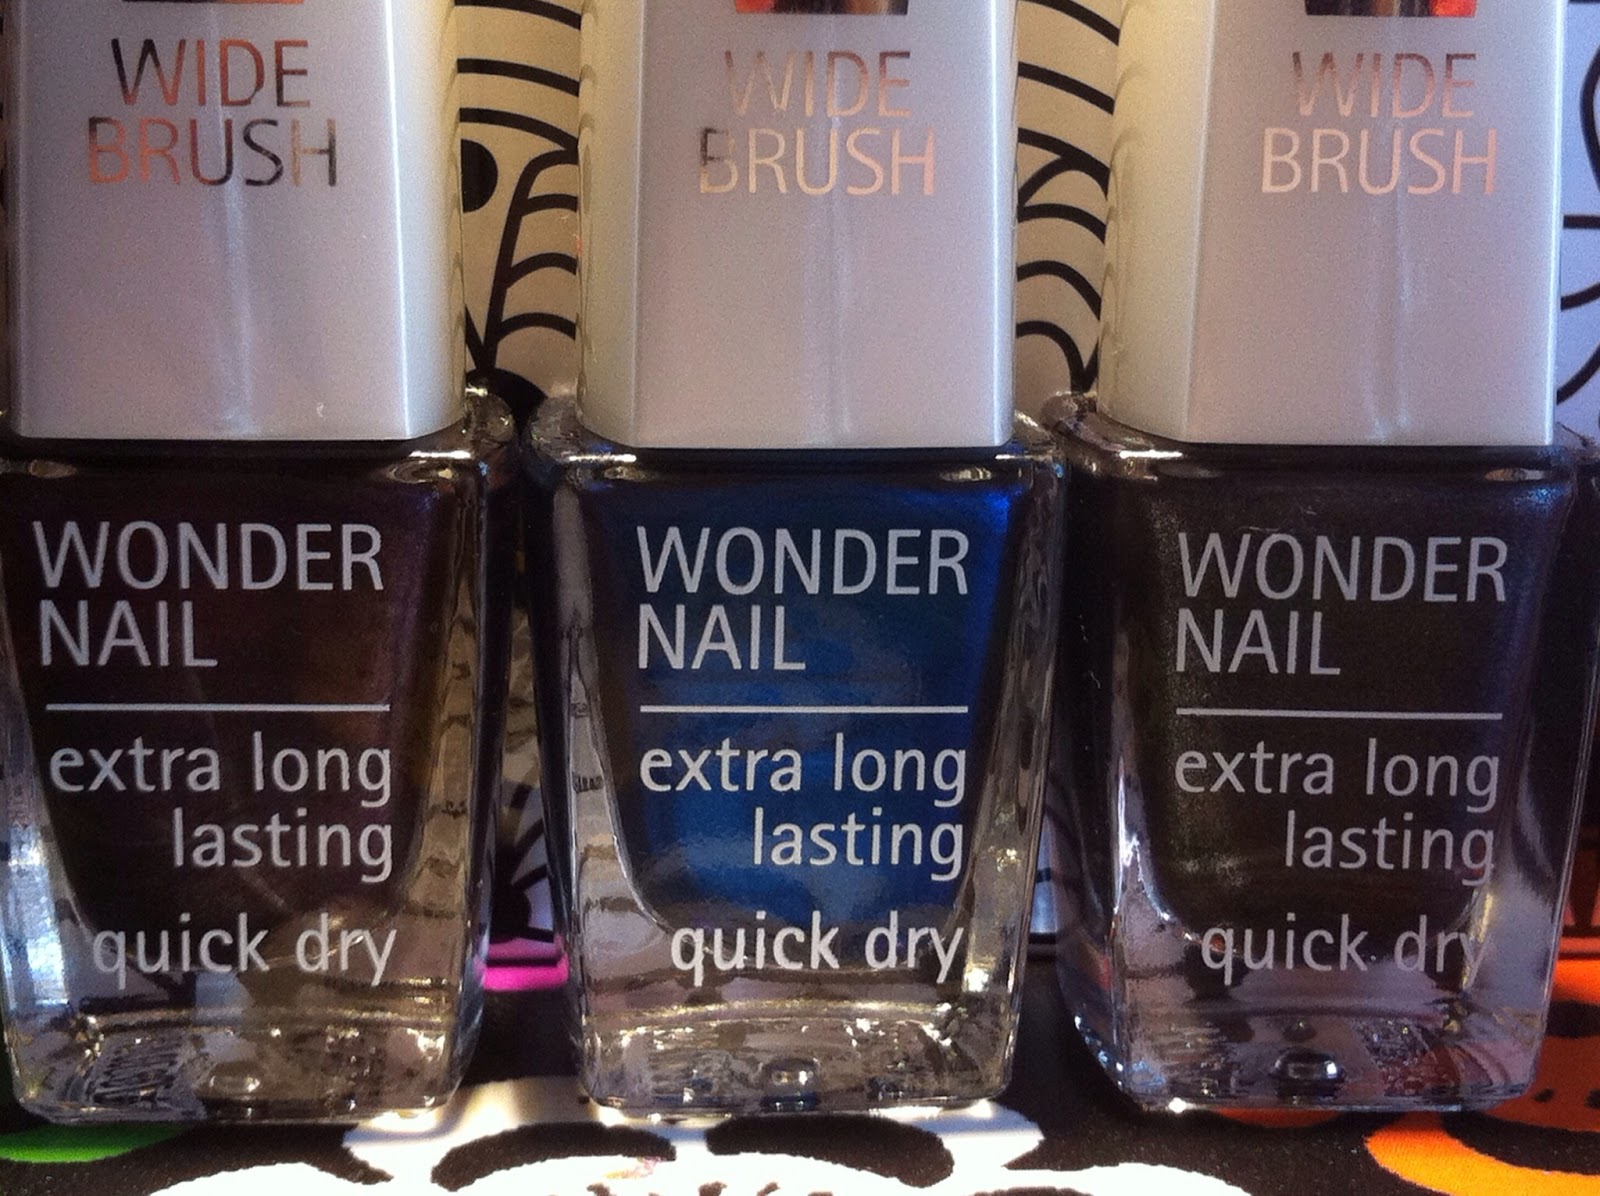 WIDE
BRUSH
WONDER
NAIL
extra long
lasting
quick dry
WIDE
BRUSH
WONDER
NAIL
extra long
lasting
quick dry
WIDE
BRUSH
WONDER
NAIL
extra long
lasting
quick dry